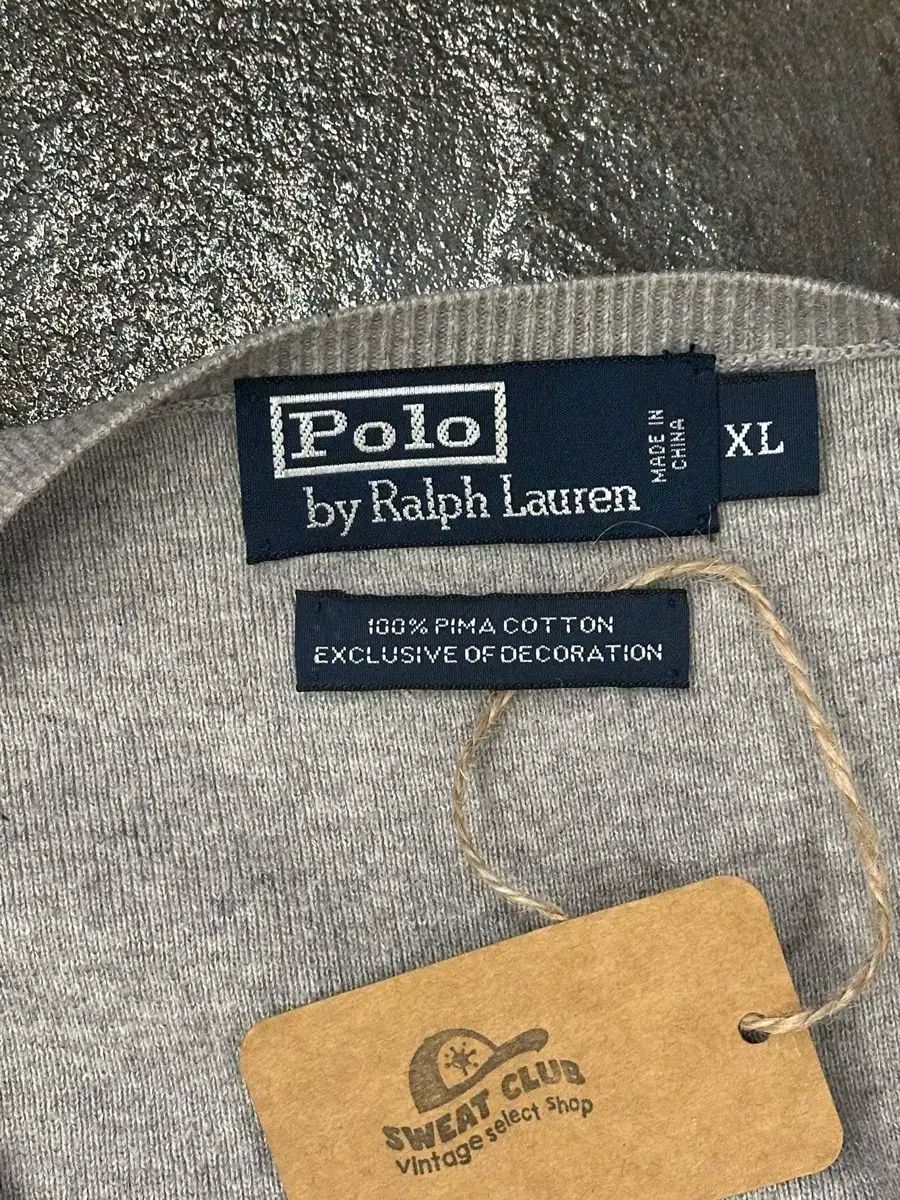 Polo
by Ralph Lauren
MADE IN
CHINA
XL
100% PIMA COTTON
EXCLUSIVE OF DECORATION
SWEAT CLUB
vintage select shop